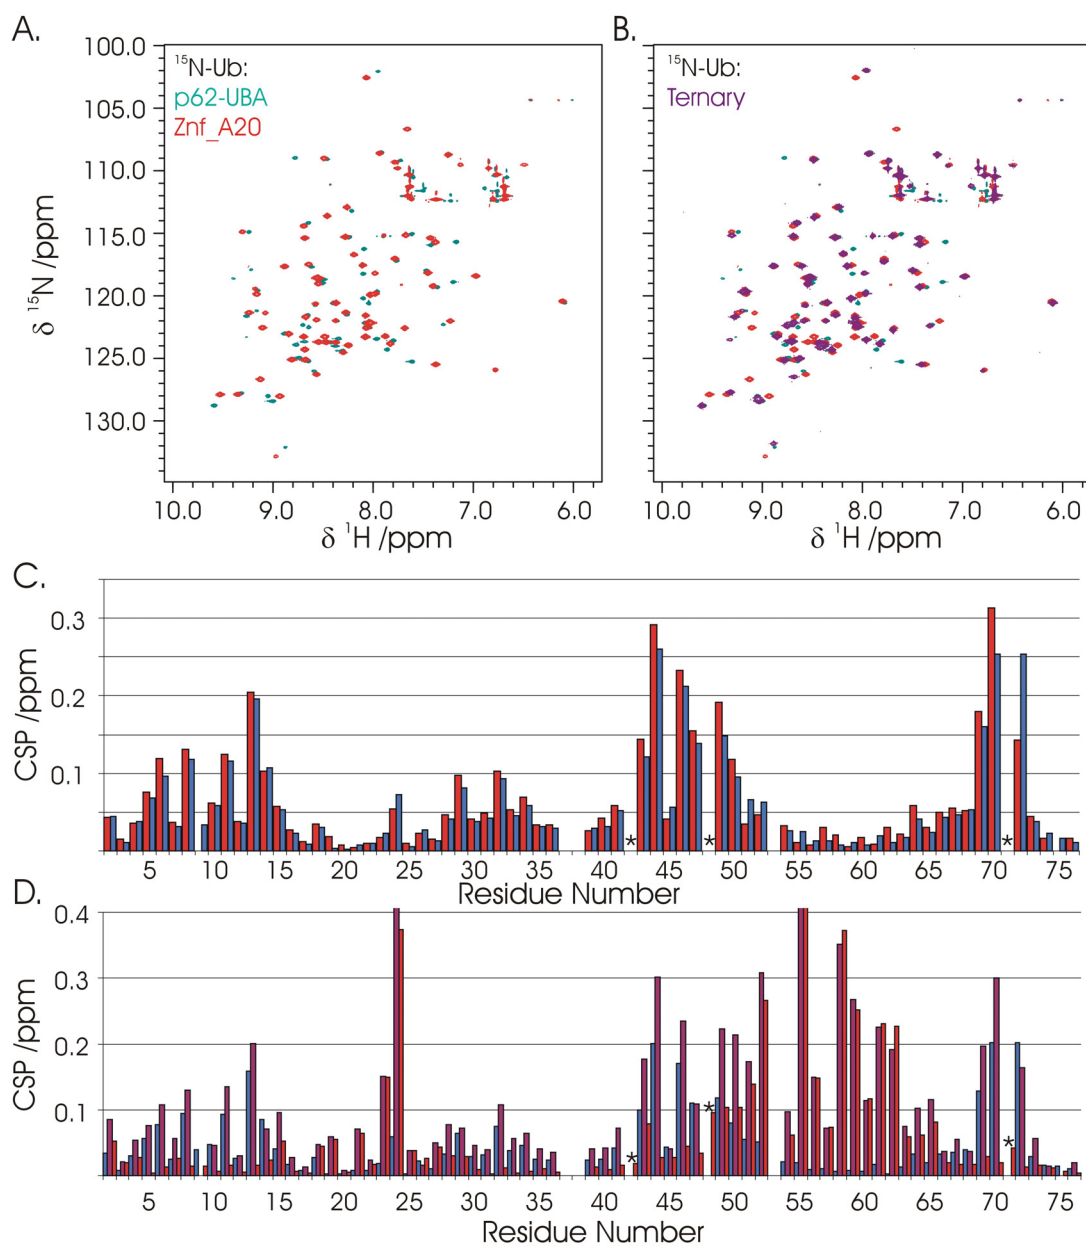 A.
B.
100.0
105.0
110.0
115.0
120.0
125.0
130.0
δ ¹⁵N /ppm
¹⁵N-Ub:
p62-UBA
Znf_A20
¹⁵N-Ub:
Ternary
10.0 9.0 8.0 7.0 6.0
δ ¹H /ppm
10.0 9.0 8.0 7.0 6.0
δ ¹H /ppm
C.
CSP /ppm
0.3
0.2
0.1
* * *
5 10 15 20 25 30 35 40 45 50 55 60 65 70 75
Residue Number
D.
CSP /ppm
0.4
0.3
0.2
0.1
* * *
5 10 15 20 25 30 35 40 45 50 55 60 65 70 75
Residue Number